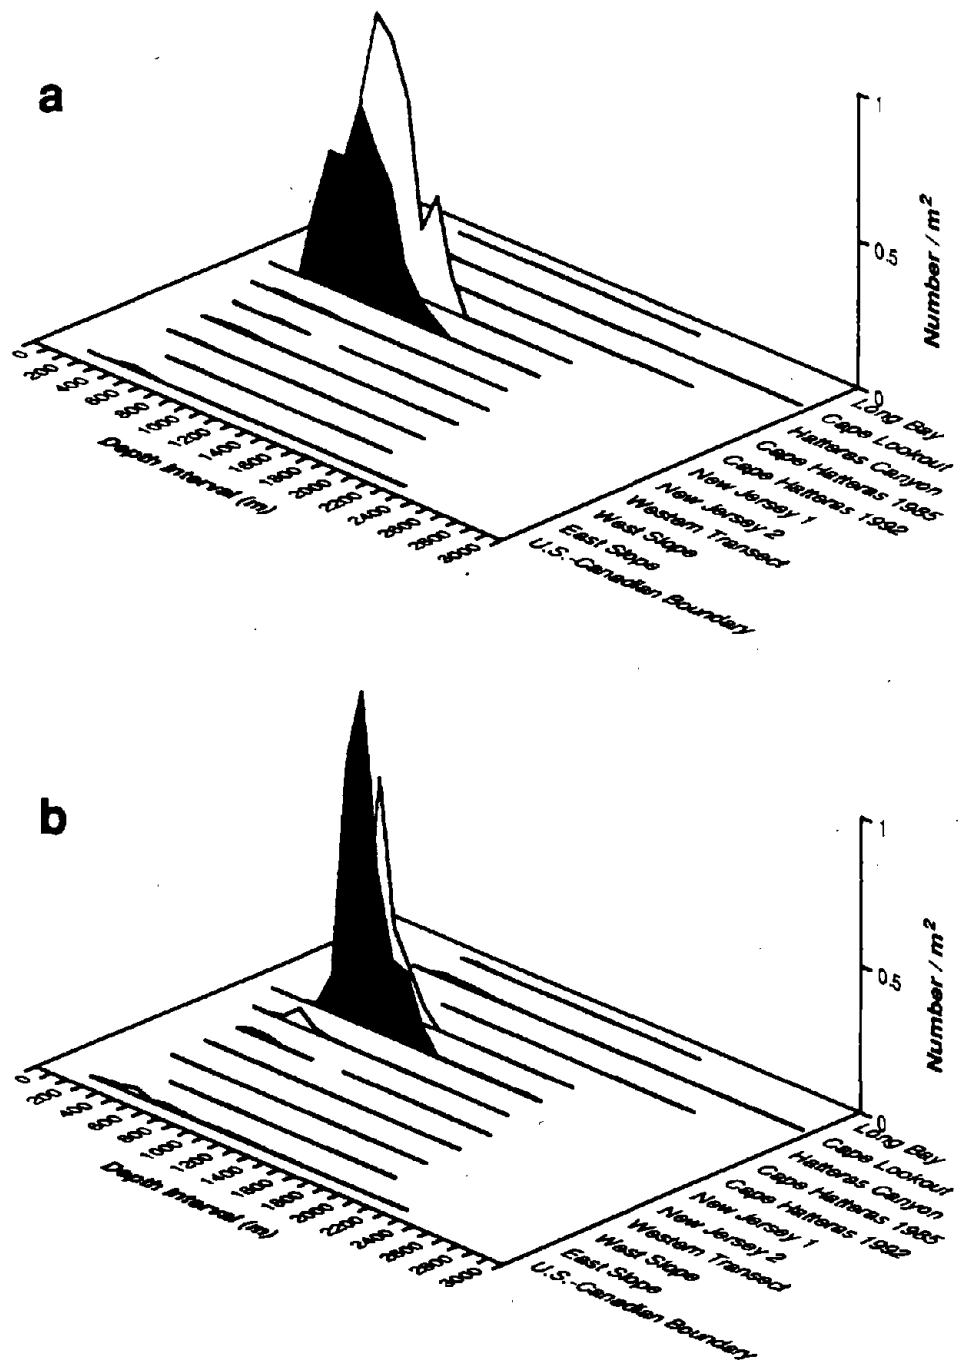 a
1
0.5
0
Number / m²
0
200
400
600
800
1000
1200
1400
1600
1800
2000
2200
2400
2600
2800
3000
Depth Interval (m)
Long Bay
Cape Lookout
Hatteras Canyon
Cape Hatteras 1985
Cape Hatteras 1992
New Jersey 1
New Jersey 2
Western Transect
West Slope
East Slope
U.S.-Canadian Boundary
b
1
0.5
0
Number / m²
0
200
400
600
800
1000
1200
1400
1600
1800
2000
2200
2400
2600
2800
3000
Depth Interval (m)
Long Bay
Cape Lookout
Hatteras Canyon
Cape Hatteras 1985
Cape Hatteras 1992
New Jersey 1
New Jersey 2
Western Transect
West Slope
East Slope
U.S.-Canadian Boundary